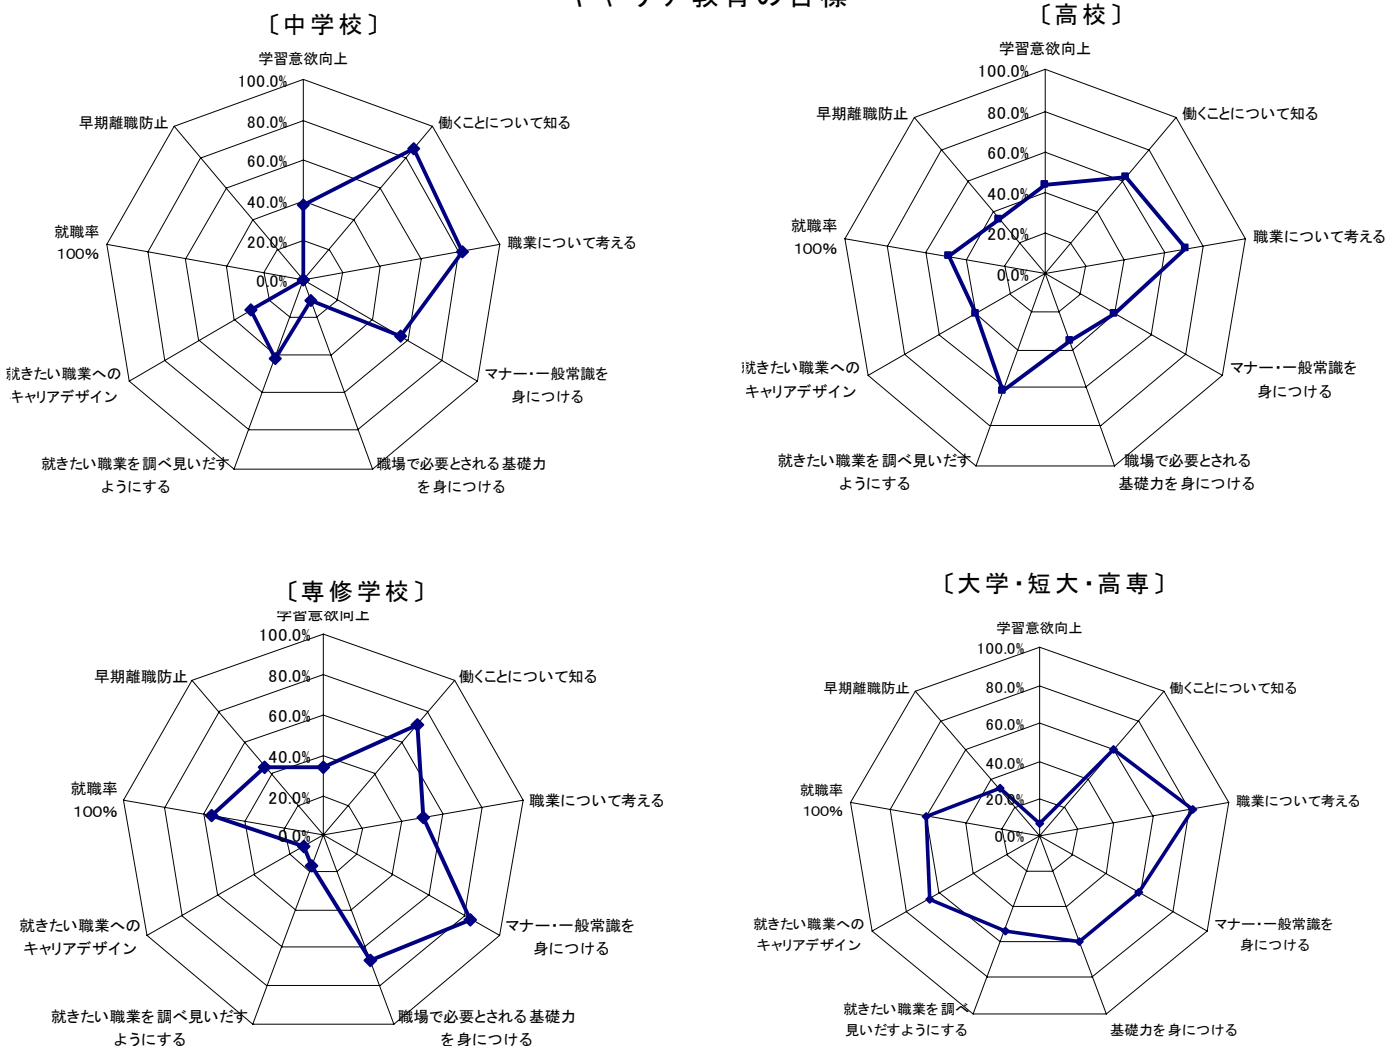 キャリア教育の目標
〔中学校〕
学習意欲向上
100.0%
80.0%
60.0%
40.0%
20.0%
0.0%
働くことについて知る
職業について考える
マナー・一般常識を
身につける
職場で必要とされる基礎力
を身につける
就きたい職業を調べ見いだす
ようにする
就きたい職業への
キャリアデザイン
就職率
100%
早期離職防止
〔高校〕
学習意欲向上
100.0%
80.0%
60.0%
40.0%
20.0%
0.0%
働くことについて知る
職業について考える
マナー・一般常識を
身につける
職場で必要とされる
基礎力を身につける
就きたい職業を調べ見いだす
ようにする
就きたい職業への
キャリアデザイン
就職率
100%
早期離職防止
〔専修学校〕
学習意欲向上
100.0%
80.0%
60.0%
40.0%
20.0%
0.0%
働くことについて知る
職業について考える
マナー・一般常識を
身につける
職場で必要とされる基礎力
を身につける
就きたい職業を調べ見いだす
ようにする
就きたい職業への
キャリアデザイン
就職率
100%
早期離職防止
〔大学・短大・高専〕
学習意欲向上
100.0%
80.0%
60.0%
40.0%
20.0%
0.0%
働くことについて知る
職業について考える
マナー・一般常識を
身につける
基礎力を身につける
就きたい職業を調べ
見いだすようにする
就きたい職業への
キャリアデザイン
就職率
100%
早期離職防止